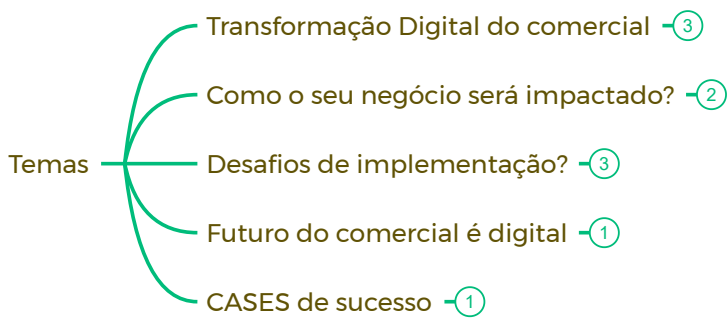 Transformação Digital do comercial 3
Como o seu negócio será impactado? 2
Temas
Desafios de implementação? 3
Futuro do comercial é digital 1
CASES de sucesso 1